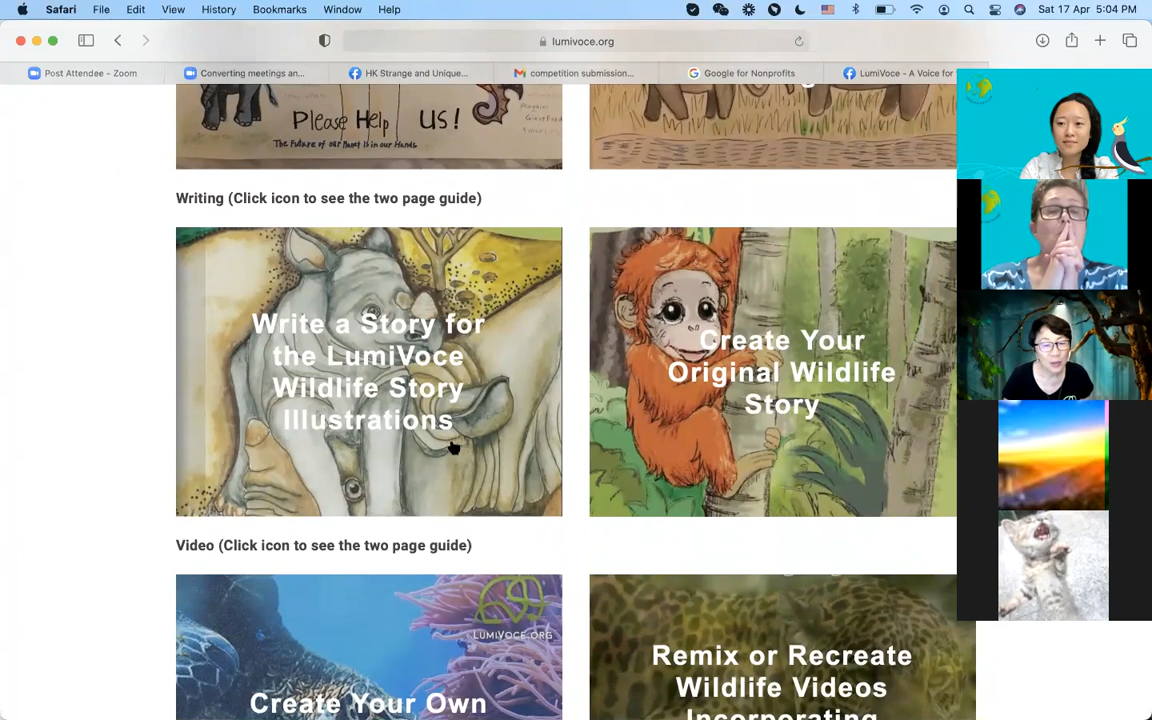 Safari File Edit View History Bookmarks Window Help Sat 17 Apr 5:04 PM
lumivoce.org
Post Attendee - Zoom Converting meetings an... HK Strange and Unique... competition submission... Google for Nonprofits LumiVoce - A Voice for
Please Help US!
The Future of our Planet is in our Hands
Writing (Click icon to see the two page guide)
Write a Story for
the LumiVoce
Wildlife Story
Illustrations
Create Your
Original Wildlife
Story
Video (Click icon to see the two page guide)
LUMIVOCE.ORG
Create Your Own
Remix or Recreate
Wildlife Videos
Incorporating